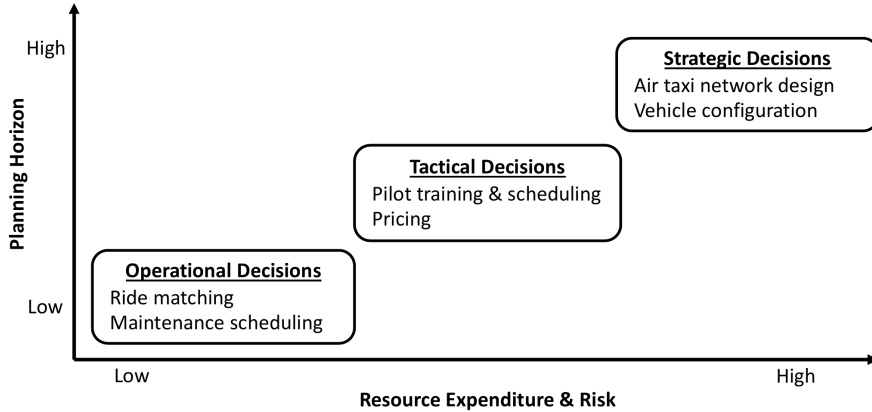 High
Strategic Decisions
Air taxi network design
Vehicle configuration
Planning Horizon
Tactical Decisions
Pilot training & scheduling
Pricing
Operational Decisions
Ride matching
Maintenance scheduling
Low
Low
High
Resource Expenditure & Risk